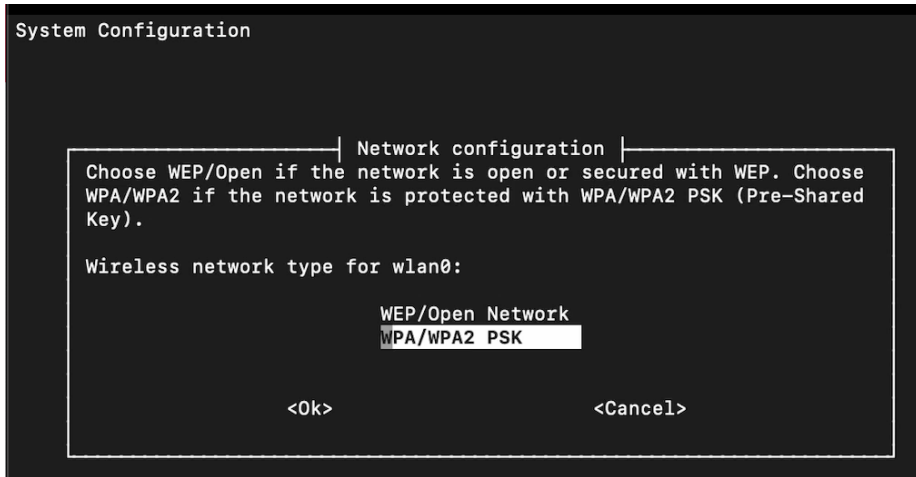 System Configuration
Network configuration
Choose WEP/Open if the network is open or secured with WEP. Choose
WPA/WPA2 if the network is protected with WPA/WPA2 PSK (Pre-Shared
Key).
Wireless network type for wlan0:
WEP/Open Network
WPA/WPA2 PSK
<Ok> <Cancel>